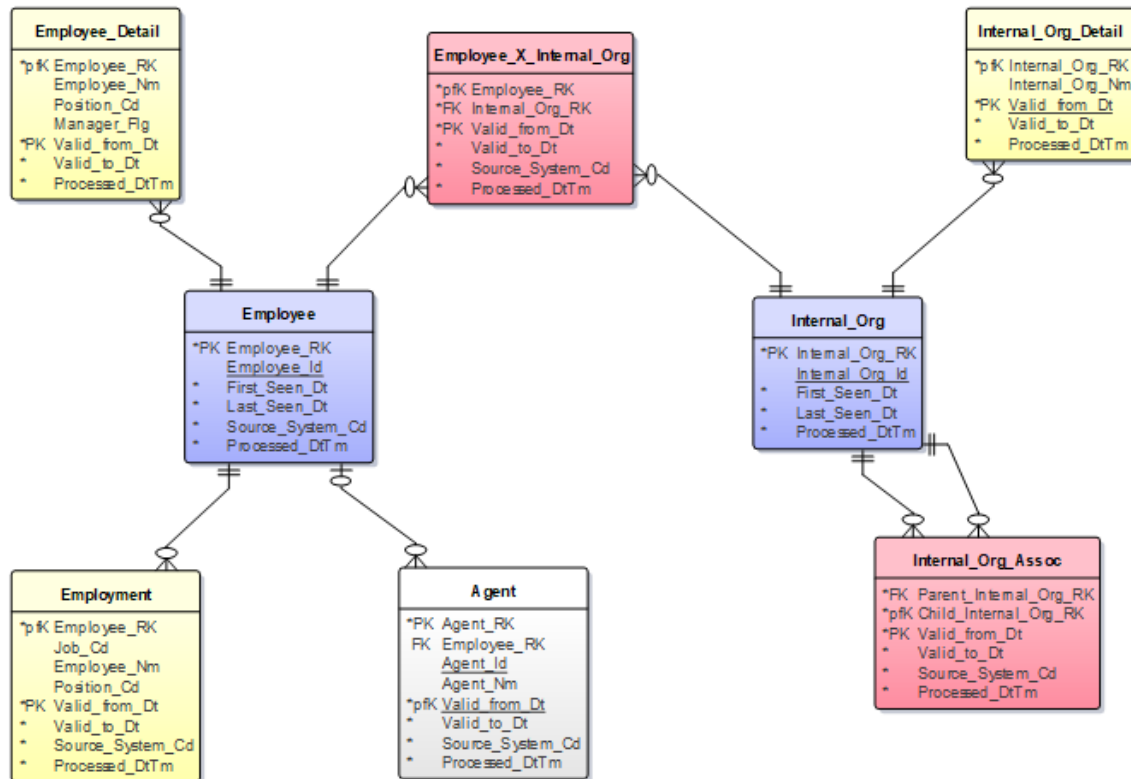 Employee_Detail
*pfK Employee_RK
Employee_Nm
Position_Cd
Manager_Flg
*PK Valid_from_Dt
* Valid_to_Dt
* Processed_DtTm
Employee_X_Internal_Org
*pfK Employee_RK
*FK Internal_Org_RK
*PK Valid_from_Dt
* Valid_to_Dt
* Source_System_Cd
* Processed_DtTm
Internal_Org_Detail
*pfK Internal_Org_RK
Internal_Org_Nm
*PK Valid_from_Dt
* Valid_to_Dt
* Processed_DtTm
Employee
*PK Employee_RK
Employee_Id
* First_Seen_Dt
* Last_Seen_Dt
* Source_System_Cd
* Processed_DtTm
Internal_Org
*PK Internal_Org_RK
Internal_Org_Id
* First_Seen_Dt
* Last_Seen_Dt
* Processed_DtTm
Employment
*pfK Employee_RK
Job_Cd
Employee_Nm
Position_Cd
*PK Valid_from_Dt
* Valid_to_Dt
* Source_System_Cd
* Processed_DtTm
Agent
*PK Agent_RK
FK Employee_RK
Agent_Id
Agent_Nm
*pfK Valid_from_Dt
* Valid_to_Dt
* Source_System_Cd
* Processed_DtTm
Internal_Org_Assoc
*FK Parent_Internal_Org_RK
*pfK Child_Internal_Org_RK
*PK Valid_from_Dt
* Valid_to_Dt
* Source_System_Cd
* Processed_DtTm